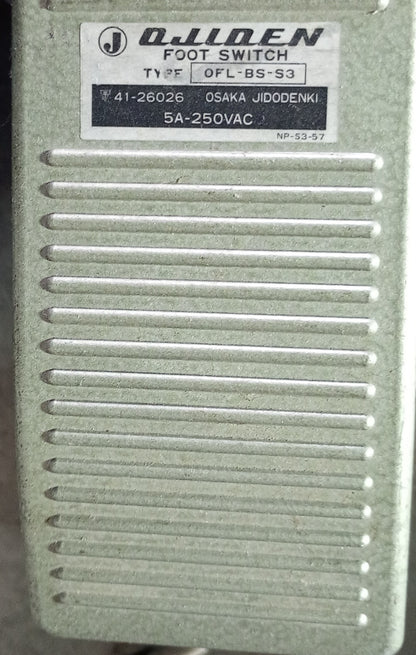 J OJIDEN
FOOT SWITCH
TYPE OFL-BS-S3
〒 41-26026 OSAKA JIDODENKI
5A-250VAC
NP-53-57